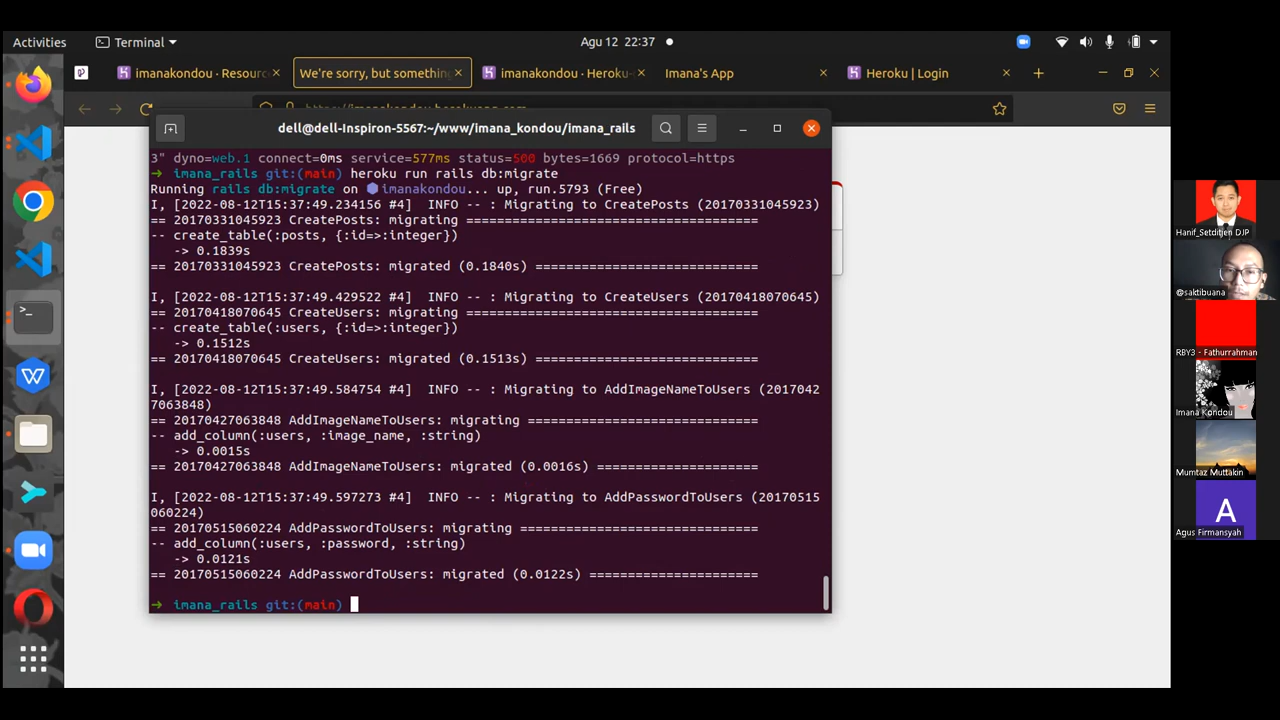 Activities
Terminal
Agu 12 22:37
imanakondou · Resourc
We're sorry, but something
imanakondou · Heroku-
Imana's App
Heroku | Login
dell@dell-Inspiron-5567:~/www/imana_kondou/imana_rails
3" dyno=web.1 connect=0ms service=577ms status=500 bytes=1669 protocol=https
➜ imana_rails git:(main) heroku run rails db:migrate
Running rails db:migrate on ⬢ imanakondou... up, run.5793 (Free)
I, [2022-08-12T15:37:49.234156 #4]  INFO -- : Migrating to CreatePosts (20170331045923)
== 20170331045923 CreatePosts: migrating ======================================
-- create_table(:posts, {:id=>:integer})
-> 0.1839s
== 20170331045923 CreatePosts: migrated (0.1840s) =============================
I, [2022-08-12T15:37:49.429522 #4]  INFO -- : Migrating to CreateUsers (20170418070645)
== 20170418070645 CreateUsers: migrating ======================================
-- create_table(:users, {:id=>:integer})
-> 0.1512s
== 20170418070645 CreateUsers: migrated (0.1513s) =============================
I, [2022-08-12T15:37:49.584754 #4]  INFO -- : Migrating to AddImageNameToUsers (2017042
7063848)
== 20170427063848 AddImageNameToUsers: migrating ==============================
-- add_column(:users, :image_name, :string)
-> 0.0015s
== 20170427063848 AddImageNameToUsers: migrated (0.0016s) =====================
I, [2022-08-12T15:37:49.597273 #4]  INFO -- : Migrating to AddPasswordToUsers (20170515
060224)
== 20170515060224 AddPasswordToUsers: migrating ===============================
-- add_column(:users, :password, :string)
-> 0.0121s
== 20170515060224 AddPasswordToUsers: migrated (0.0122s) ======================
➜ imana_rails git:(main)
Hanif_Setditjen DJP
@saktibuana
RBY3 - Fathurrahman
Imana Kondou
Mumtaz Muttakin
A
Agus Firmansyah